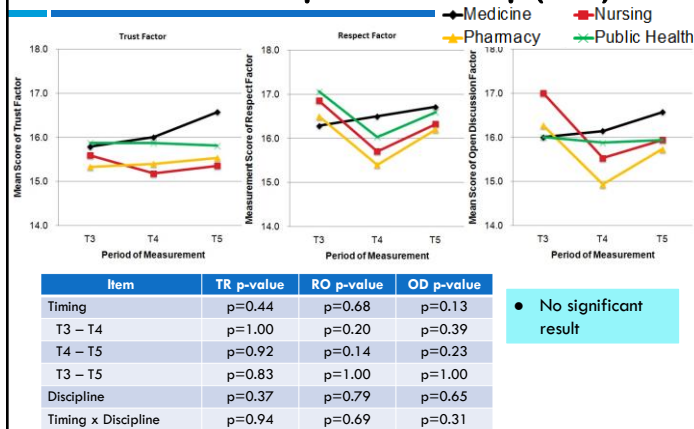 Medicine Nursing
Pharmacy Public Health
Trust Factor
Mean Score of Trust Factor
18.0
17.0
16.0
15.0
14.0
T3 T4 T5
Period of Measurement
Respect Factor
Measurement Score of Respect Factor
18.0
17.0
16.0
15.0
14.0
T3 T4 T5
Period of Measurement
Mean Score of Open Discussion Factor
18.0
17.0
16.0
15.0
14.0
T3 T4 T5
Period of Measurement
Item TR p-value RO p-value OD p-value
Timing p=0.44 p=0.68 p=0.13
T3 – T4 p=1.00 p=0.20 p=0.39
T4 – T5 p=0.92 p=0.14 p=0.23
T3 – T5 p=0.83 p=1.00 p=1.00
Discipline p=0.37 p=0.79 p=0.65
Timing x Discipline p=0.94 p=0.69 p=0.31
• No significant
result